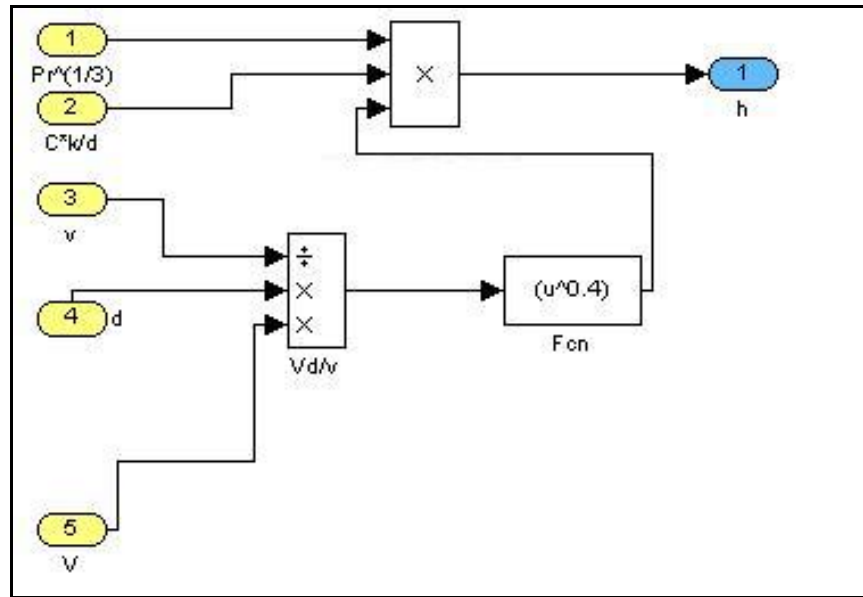 1
Pr^(1/3)
2
C*k/d
3
v
4 d
5
V
×
÷
×
×
Vd/v
(u^0.4)
Fcn
1
h